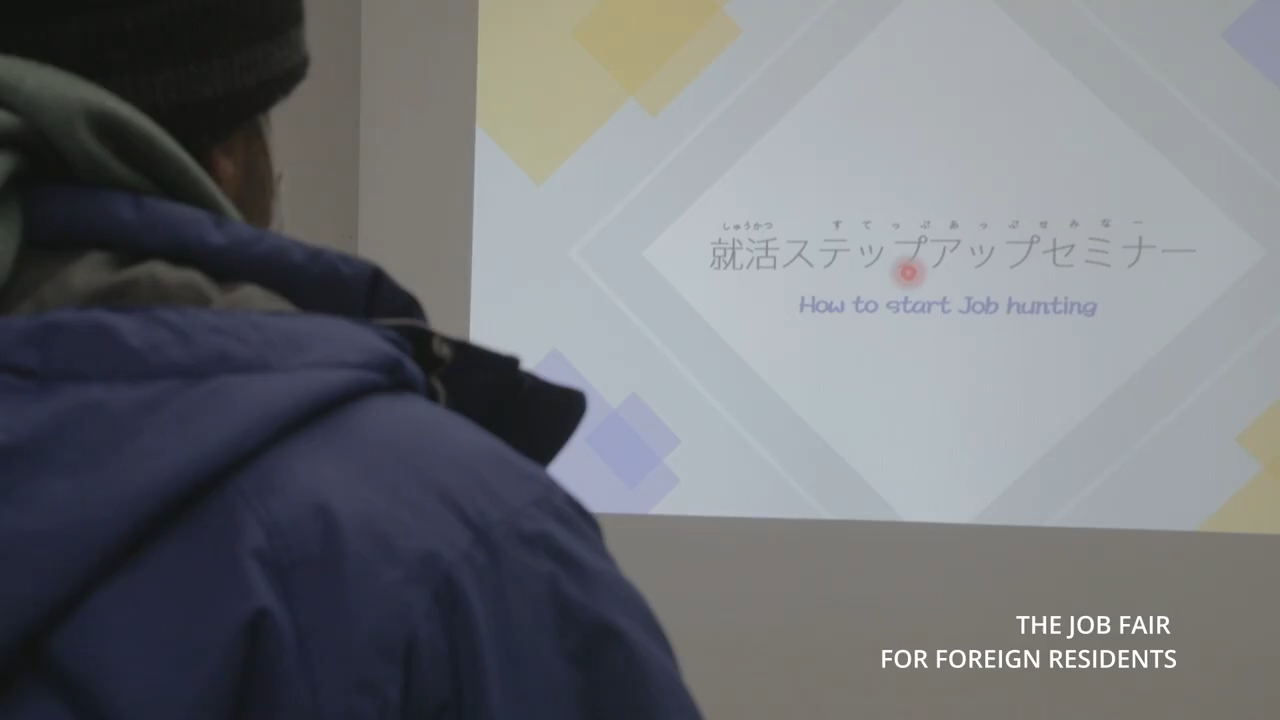 しゅうかつ すてっぷあっぷせみなー
就活ステップアップセミナー
How to start Job hunting
THE JOB FAIR
FOR FOREIGN RESIDENTS